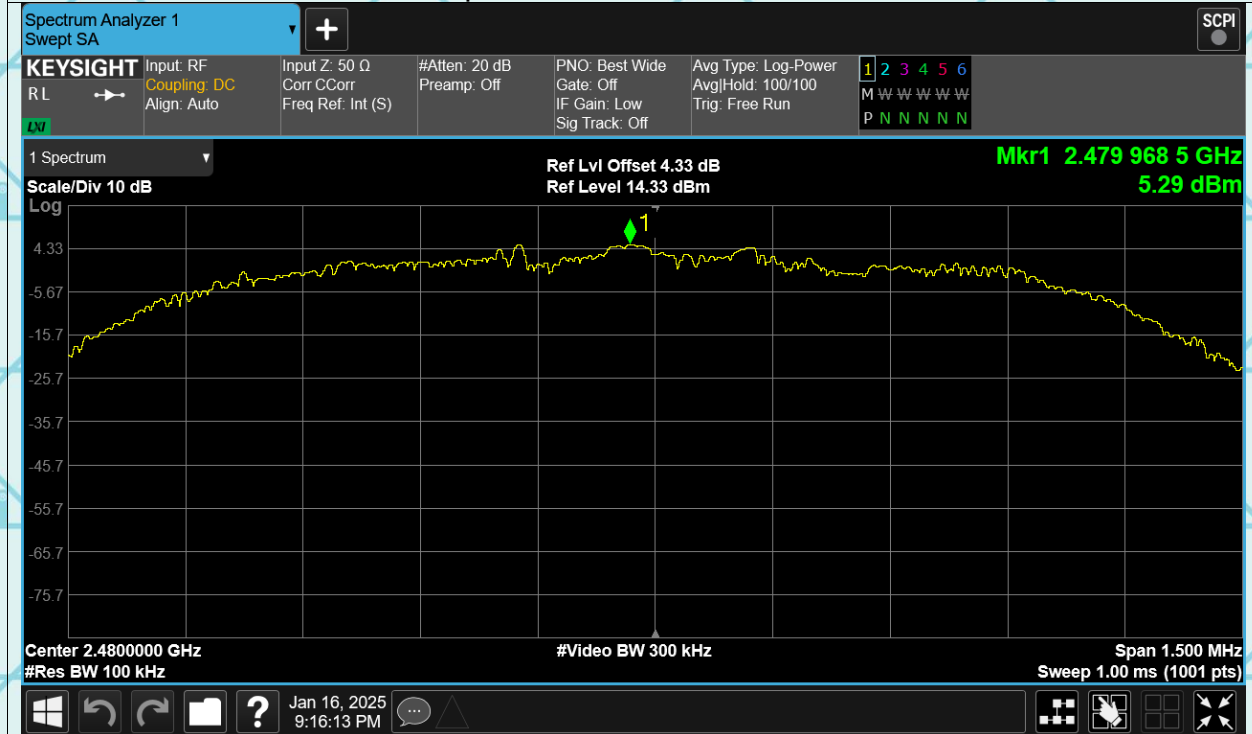 Spectrum Analyzer 1
Swept SA
+
SCPI
KEYSIGHT
R L
LXI
Input: RF
Coupling: DC
Align: Auto
Input Z: 50 Ω
Corr CCorr
Freq Ref: Int (S)
#Atten: 20 dB
Preamp: Off
PNO: Best Wide
Gate: Off
IF Gain: Low
Sig Track: Off
Avg Type: Log-Power
Avg|Hold: 100/100
Trig: Free Run
1 2 3 4 5 6
M W W W W W
P N N N N N
1 Spectrum
Scale/Div 10 dB
Ref Lvl Offset 4.33 dB
Ref Level 14.33 dBm
Mkr1 2.479 968 5 GHz
5.29 dBm
Log
1
4.33
-5.67
-15.7
-25.7
-35.7
-45.7
-55.7
-65.7
-75.7
Center 2.4800000 GHz
#Video BW 300 kHz
Span 1.500 MHz
#Res BW 100 kHz
Sweep 1.00 ms (1001 pts)
?
Jan 16, 2025
9:16:13 PM